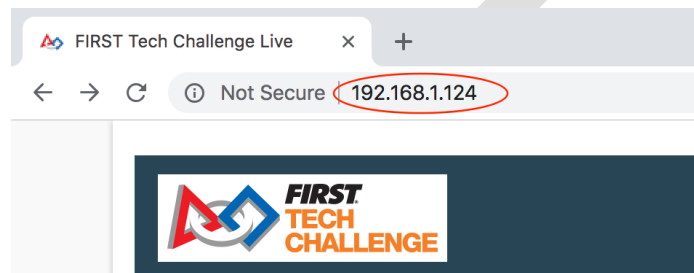 FIRST Tech Challenge Live
Not Secure 192.168.1.124
FIRST
TECH
CHALLENGE